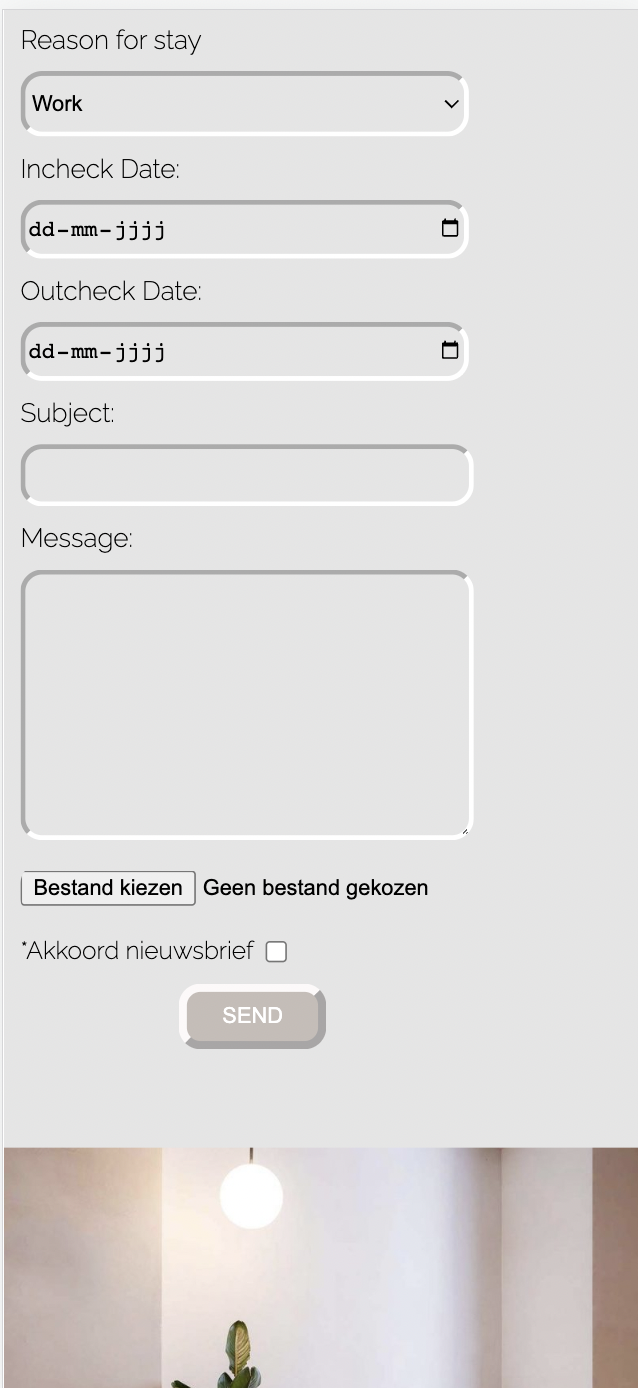 Reason for stay
Work
Incheck Date:
dd-mm-jjjj
Outcheck Date:
dd-mm-jjjj
Subject:
Message:
Bestand kiezen Geen bestand gekozen
*Akkoord nieuwsbrief
SEND